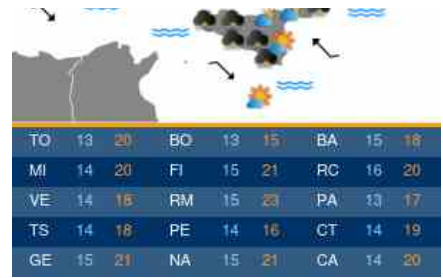 TO 13 20 BO 13 15 BA 15 18
MI 14 20 FI 15 21 RC 16 20
VE 14 18 RM 15 23 PA 13 17
TS 14 18 PE 14 16 CT 14 19
GE 15 21 NA 15 21 CA 14 20